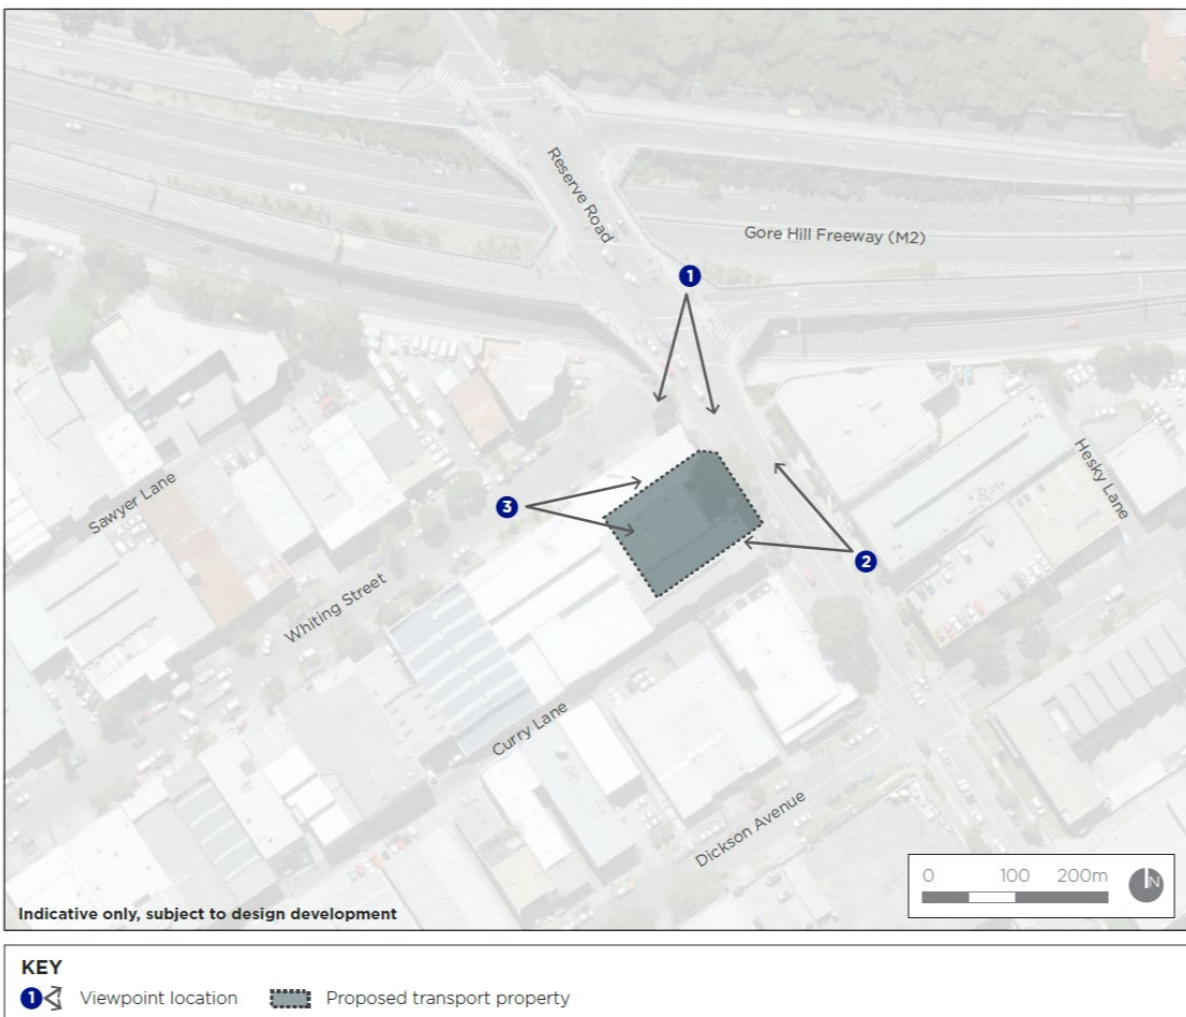 Reserve Road
Gore Hill Freeway (M2)
1
Hesky Lane
Sawyer Lane
3
2
Whiting Street
Curry Lane
Dickson Avenue
0 100 200m
N
Indicative only, subject to design development
KEY
1 Viewpoint location Proposed transport property